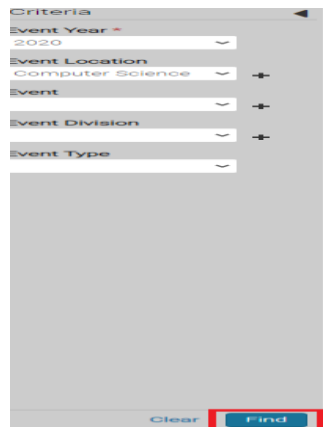 Criteria
Event Year *
2020
Event Location
Computer Science
Event
Event Division
Event Type
Clear Find